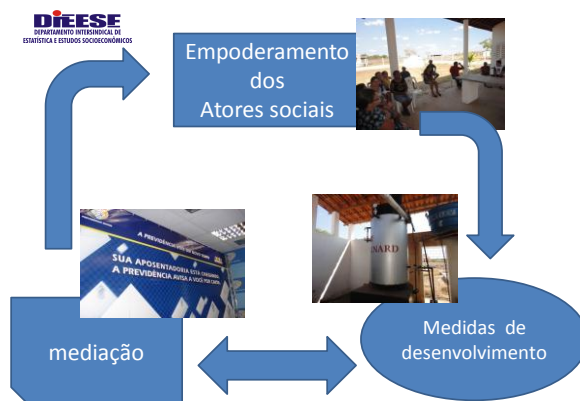 DIEESE
DEPARTAMENTO INTERSINDICAL DE
ESTATÍSTICA E ESTUDOS SOCIOECONÔMICOS
Empoderamento
dos
Atores sociais
A PREVIDÊNCIA
SUA APOSENTADORIA ESTÁ
A PREVIDÊNCIA AVISA A VOCÊ POR CARTA.
NARD
mediação
Medidas de
desenvolvimento